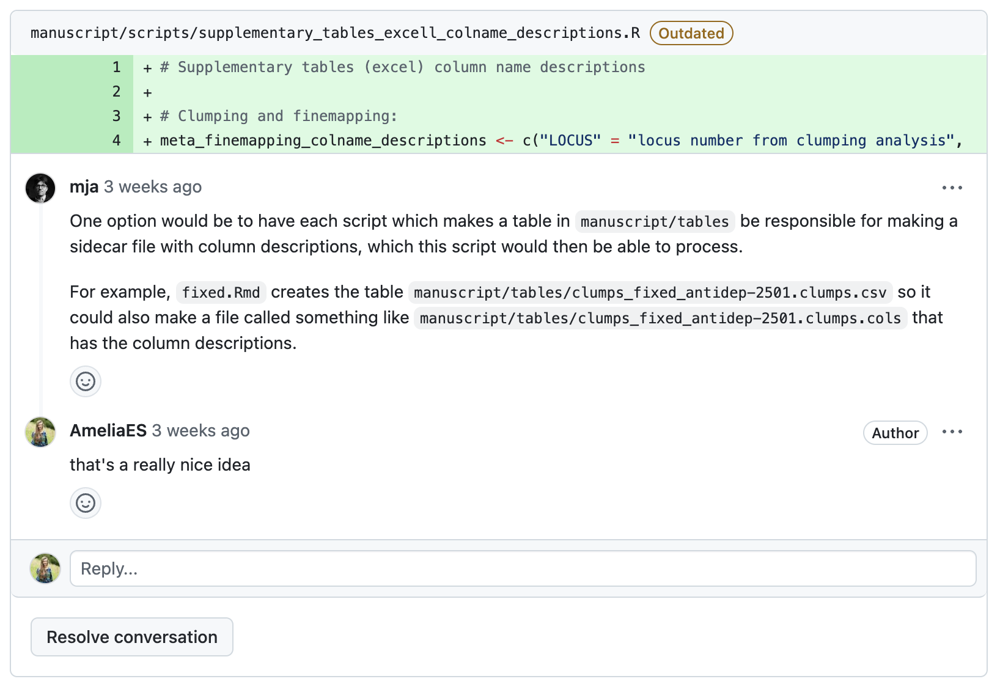 manuscript/scripts/supplementary_tables_excell_colname_descriptions.R Outdated
1 + # Supplementary tables (excel) column name descriptions
2 +
3 + # Clumping and finemapping:
4 + meta_finemapping_colname_descriptions <- c("LOCUS" = "locus number from clumping analysis",
mja 3 weeks ago
One option would be to have each script which makes a table in manuscript/tables be responsible for making a
sidecar file with column descriptions, which this script would then be able to process.
For example, fixed.Rmd creates the table manuscript/tables/clumps_fixed_antidep-2501.clumps.csv so it
could also make a file called something like manuscript/tables/clumps_fixed_antidep-2501.clumps.cols that
has the column descriptions.
AmeliaES 3 weeks ago Author
that's a really nice idea
Reply...
Resolve conversation